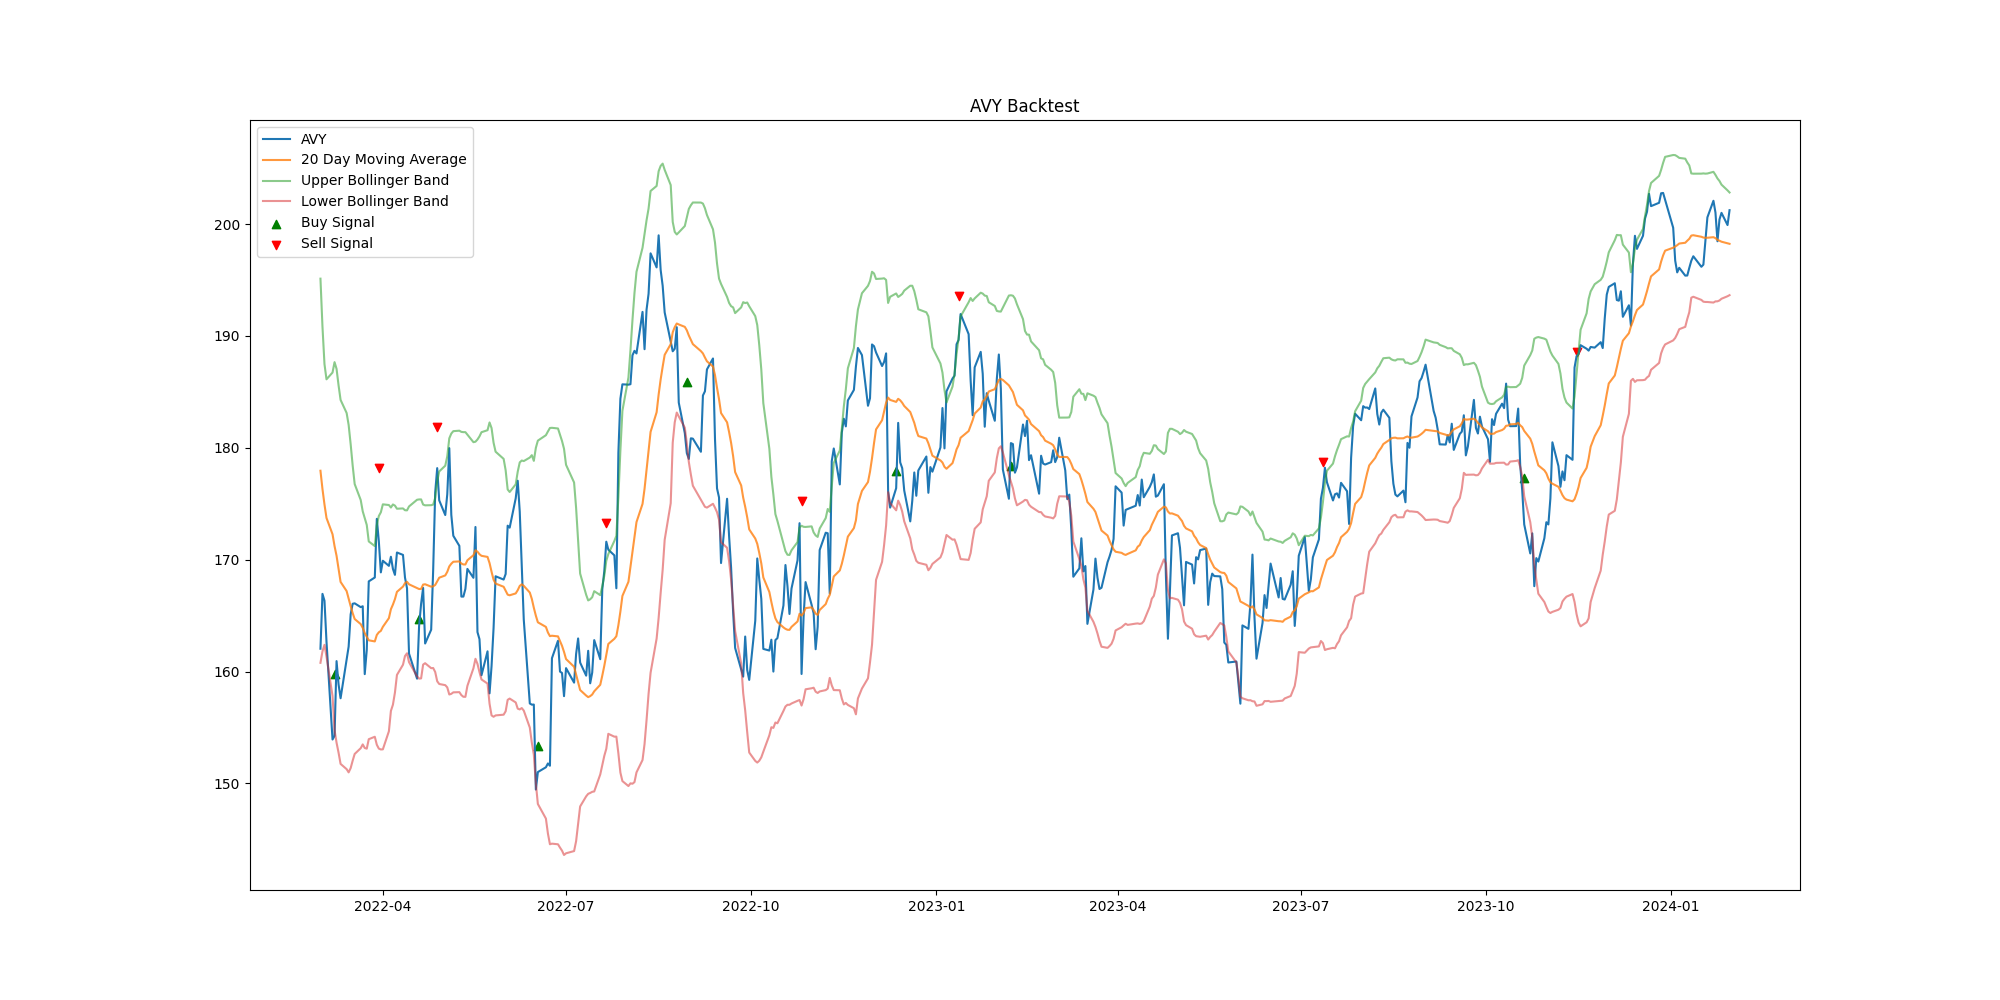 AVY Backtest
AVY
20 Day Moving Average
Upper Bollinger Band
Lower Bollinger Band
Buy Signal
Sell Signal
200
190
180
170
160
150
2022-04
2022-07
2022-10
2023-01
2023-04
2023-07
2023-10
2024-01